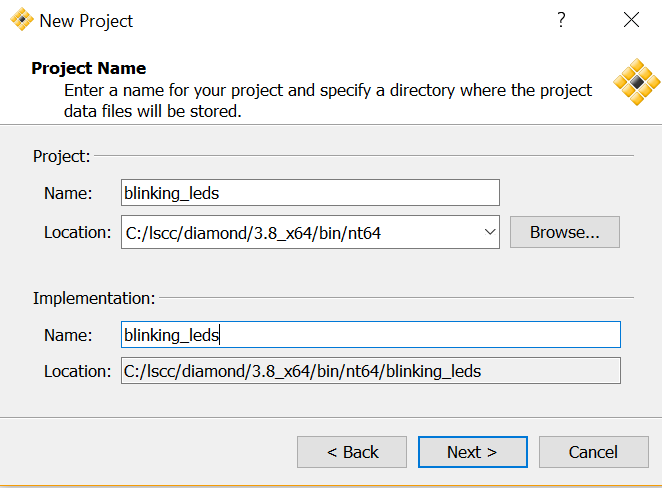 New Project
?
Project Name
Enter a name for your project and specify a directory where the project
data files will be stored.
Project:
Name: blinking_leds
Location: C:/lscc/diamond/3.8_x64/bin/nt64 Browse...
Implementation:
Name: blinking_leds
Location: C:/lscc/diamond/3.8_x64/bin/nt64/blinking_leds
< Back Next > Cancel